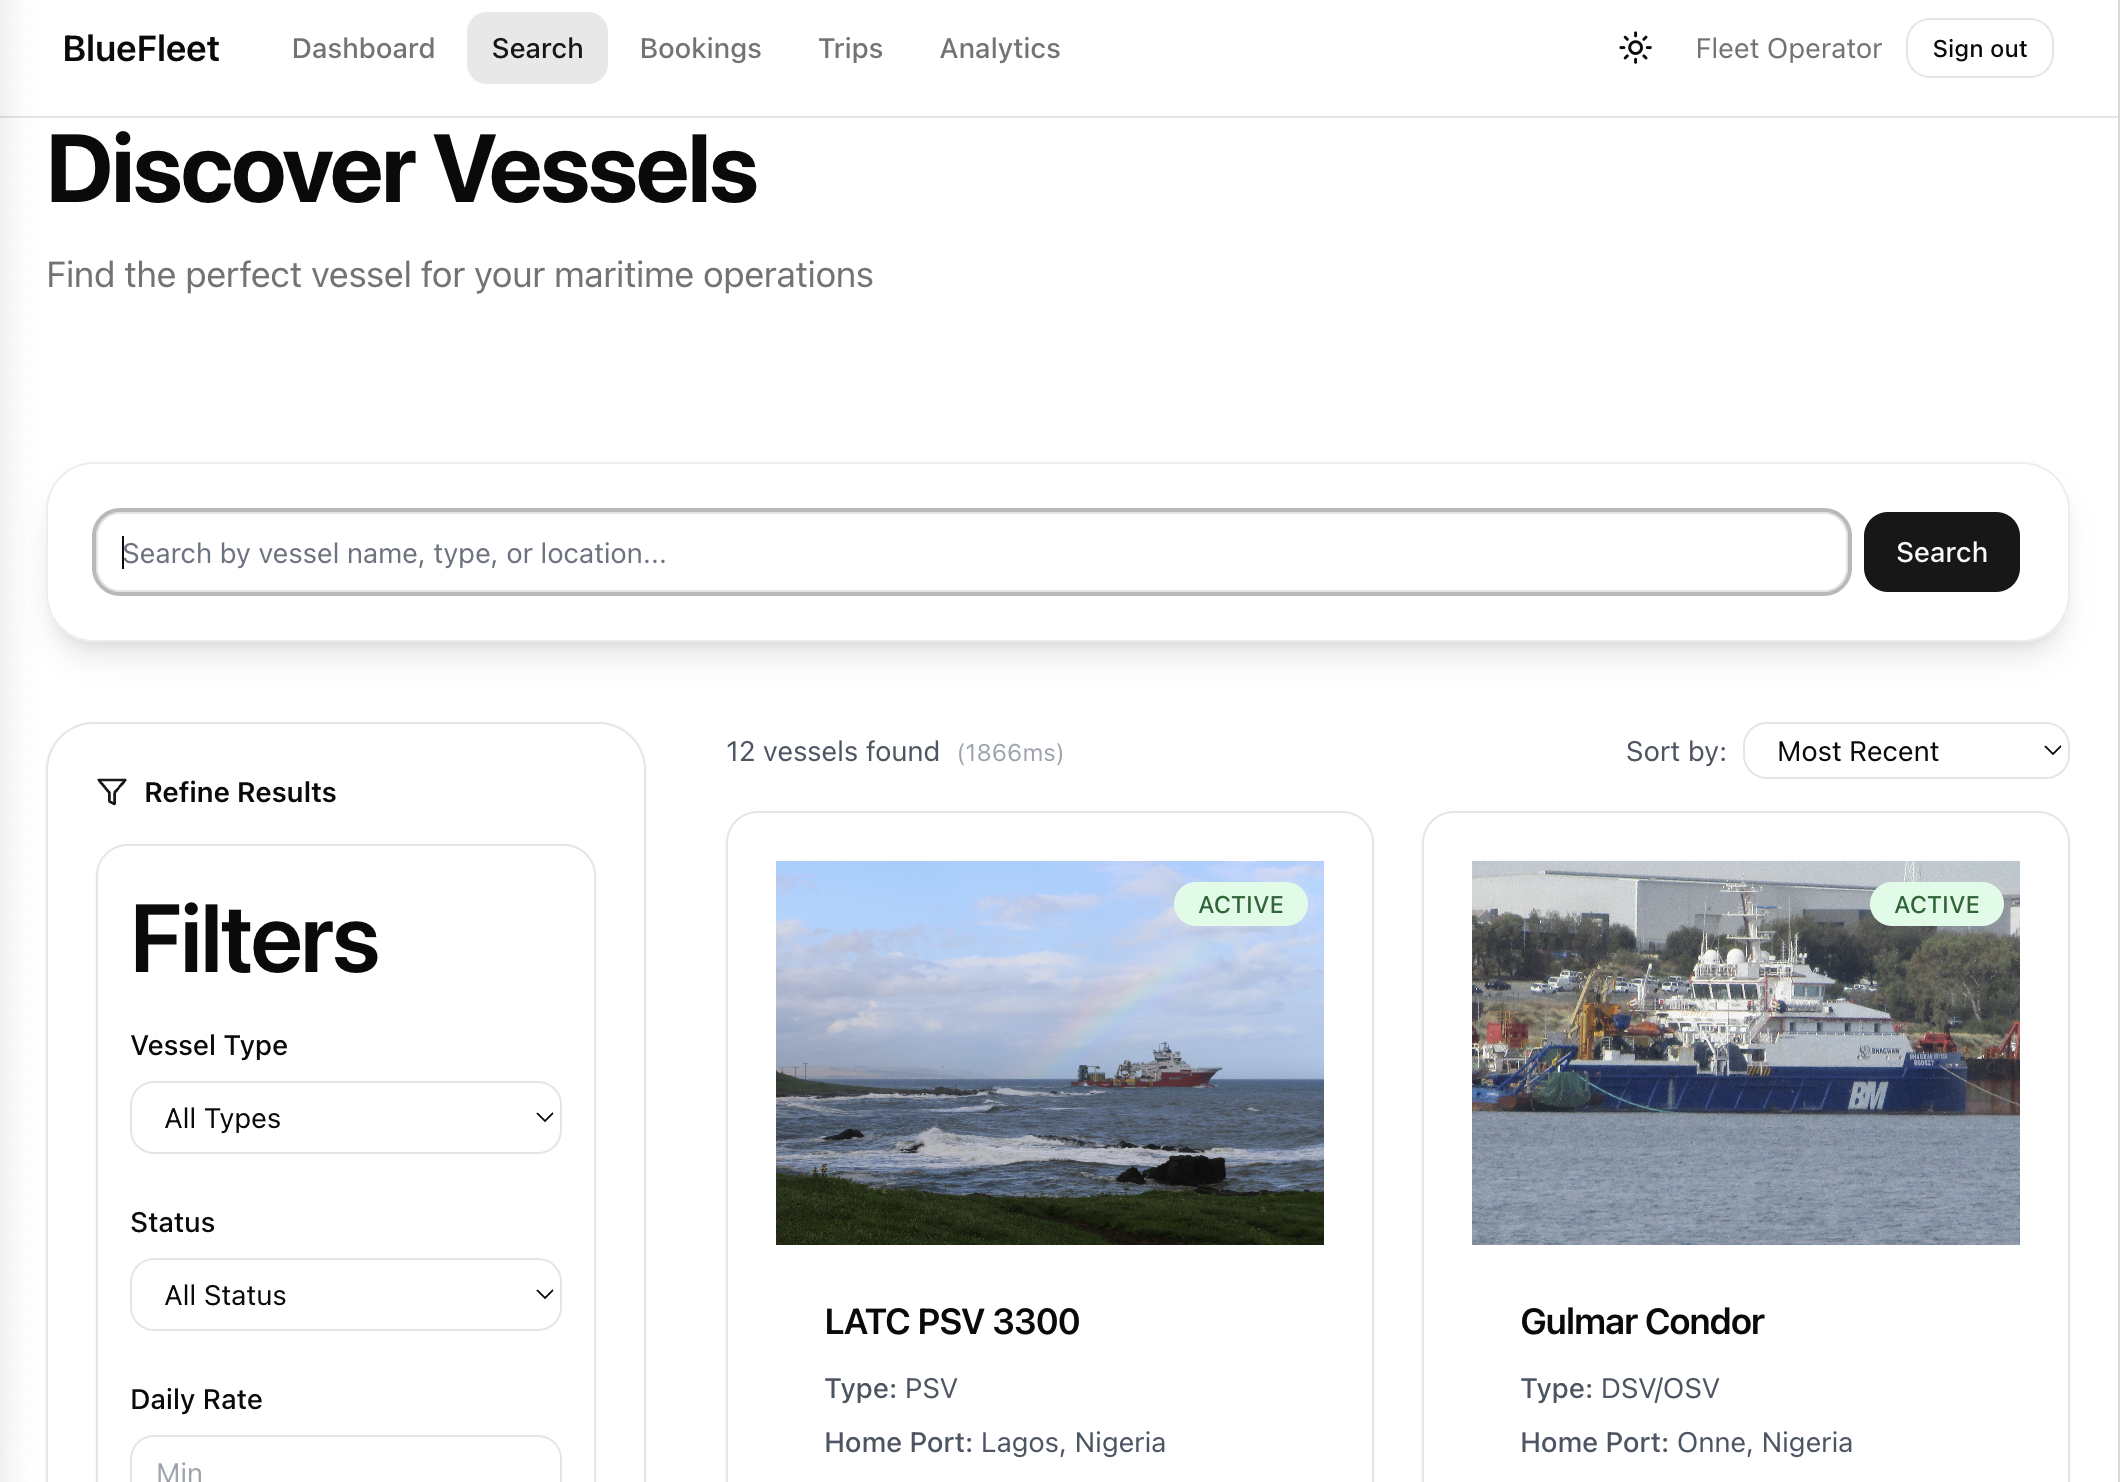 BlueFleet Dashboard Search Bookings Trips Analytics Fleet Operator Sign out
Discover Vessels
Find the perfect vessel for your maritime operations
Search by vessel name, type, or location... Search
12 vessels found (1866ms) Sort by: Most Recent
Refine Results
Filters
Vessel Type
All Types
Status
All Status
Daily Rate
Min
ACTIVE
LATC PSV 3300
Type: PSV
Home Port: Lagos, Nigeria
ACTIVE
BHAGWAN
BM
Gulmar Condor
Type: DSV/OSV
Home Port: Onne, Nigeria